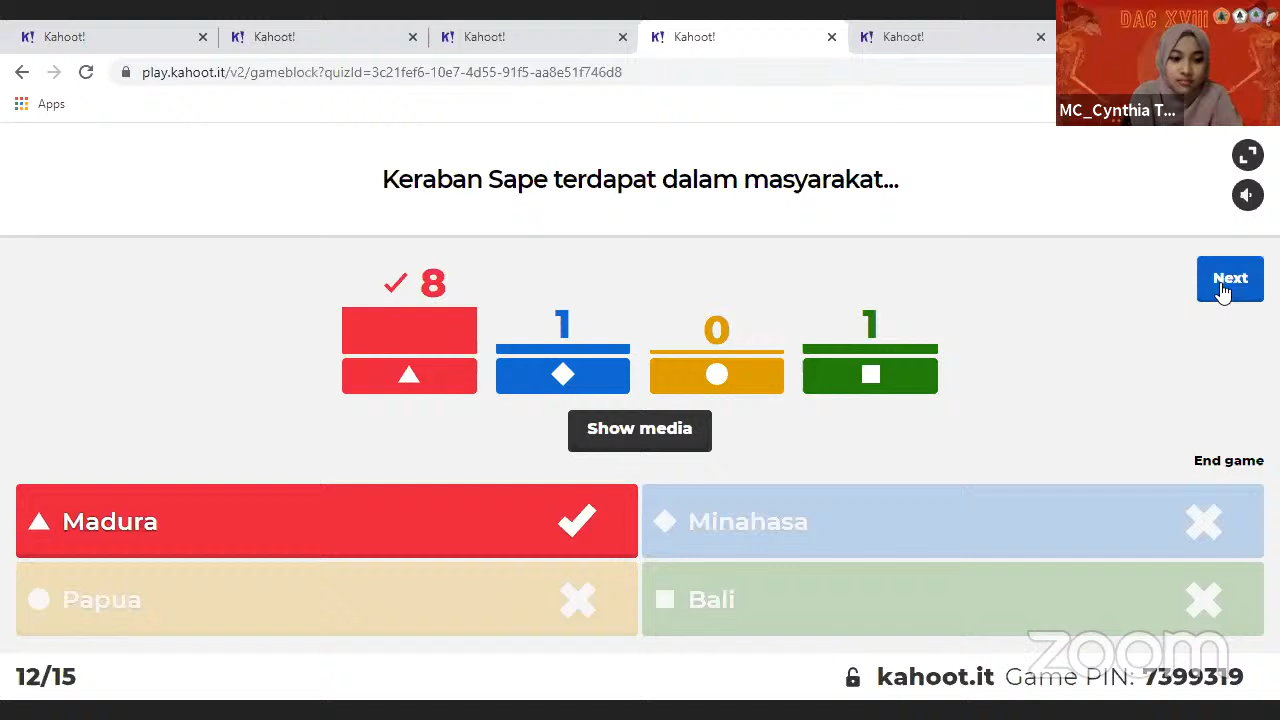 Kahoot!
Kahoot!
Kahoot!
Kahoot!
Kahoot!
play.kahoot.it/v2/gameblock?quizId=3c21fef6-10e7-4d55-91f5-aa8e51f746d8
Apps
DAC XVIII
MC_Cynthia T...
Keraban Sape terdapat dalam masyarakat...
Next
8
1
0
1
Show media
End game
Madura
Minahasa
Papua
Bali
zoom
12/15
kahoot.it Game PIN: 7399319